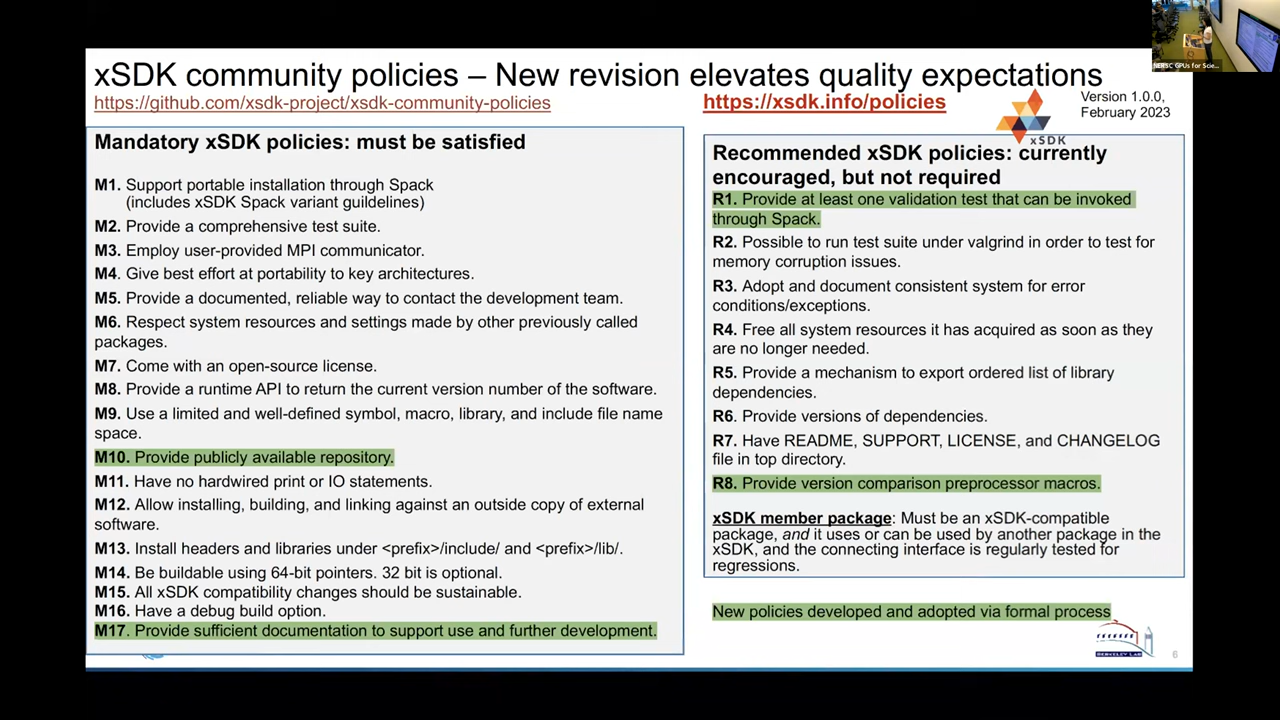 xSDK community policies – New revision elevates quality expectations
https://github.com/xsdk-project/xsdk-community-policies
https://xsdk.info/policies
Version 1.0.0,
February 2023
xSDK
Mandatory xSDK policies: must be satisfied
M1. Support portable installation through Spack
(includes xSDK Spack variant guildelines)
M2. Provide a comprehensive test suite.
M3. Employ user-provided MPI communicator.
M4. Give best effort at portability to key architectures.
M5. Provide a documented, reliable way to contact the development team.
M6. Respect system resources and settings made by other previously called
packages.
M7. Come with an open-source license.
M8. Provide a runtime API to return the current version number of the software.
M9. Use a limited and well-defined symbol, macro, library, and include file name
space.
M10. Provide publicly available repository.
M11. Have no hardwired print or IO statements.
M12. Allow installing, building, and linking against an outside copy of external
software.
M13. Install headers and libraries under <prefix>/include/ and <prefix>/lib/.
M14. Be buildable using 64-bit pointers. 32 bit is optional.
M15. All xSDK compatibility changes should be sustainable.
M16. Have a debug build option.
M17. Provide sufficient documentation to support use and further development.
Recommended xSDK policies: currently
encouraged, but not required
R1. Provide at least one validation test that can be invoked
through Spack.
R2. Possible to run test suite under valgrind in order to test for
memory corruption issues.
R3. Adopt and document consistent system for error
conditions/exceptions.
R4. Free all system resources it has acquired as soon as they
are no longer needed.
R5. Provide a mechanism to export ordered list of library
dependencies.
R6. Provide versions of dependencies.
R7. Have README, SUPPORT, LICENSE, and CHANGELOG
file in top directory.
R8. Provide version comparison preprocessor macros.
xSDK member package: Must be an xSDK-compatible
package, and it uses or can be used by another package in the
xSDK, and the connecting interface is regularly tested for
regressions.
New policies developed and adopted via formal process
BERKELEY LAB
6
NERSC GPUs for Scie...